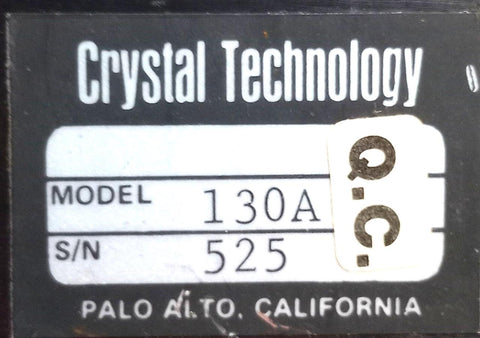 Crystal Technology
MODEL 130A
S/N 525
Q.C.
PALO ALTO, CALIFORNIA